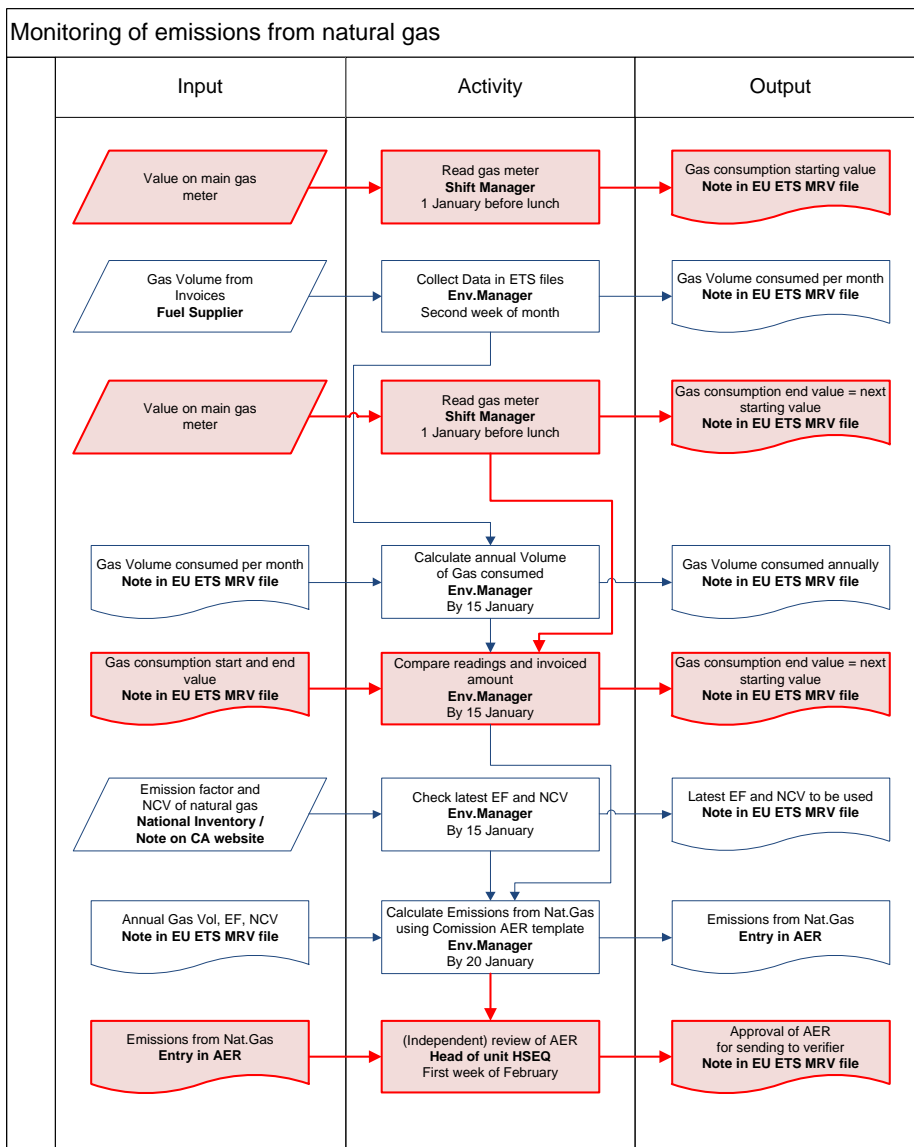 Monitoring of emissions from natural gas
Input
Activity
Output
Value on main gas
meter
Read gas meter
Shift Manager
1 January before lunch
Gas consumption starting value
Note in EU ETS MRV file
Gas Volume from
Invoices
Fuel Supplier
Collect Data in ETS files
Env.Manager
Second week of month
Gas Volume consumed per month
Note in EU ETS MRV file
Value on main gas
meter
Read gas meter
Shift Manager
1 January before lunch
Gas consumption end value = next
starting value
Note in EU ETS MRV file
Gas Volume consumed per month
Note in EU ETS MRV file
Calculate annual Volume
of Gas consumed
Env.Manager
By 15 January
Gas Volume consumed annually
Note in EU ETS MRV file
Gas consumption start and end
value
Note in EU ETS MRV file
Compare readings and invoiced
amount
Env.Manager
By 15 January
Gas consumption end value = next
starting value
Note in EU ETS MRV file
Emission factor and
NCV of natural gas
National Inventory /
Note on CA website
Check latest EF and NCV
Env.Manager
By 15 January
Latest EF and NCV to be used
Note in EU ETS MRV file
Annual Gas Vol, EF, NCV
Note in EU ETS MRV file
Calculate Emissions from Nat.Gas
using Comission AER template
Env.Manager
By 20 January
Emissions from Nat.Gas
Entry in AER
Emissions from Nat.Gas
Entry in AER
(Independent) review of AER
Head of unit HSEQ
First week of February
Approval of AER
for sending to verifier
Note in EU ETS MRV file